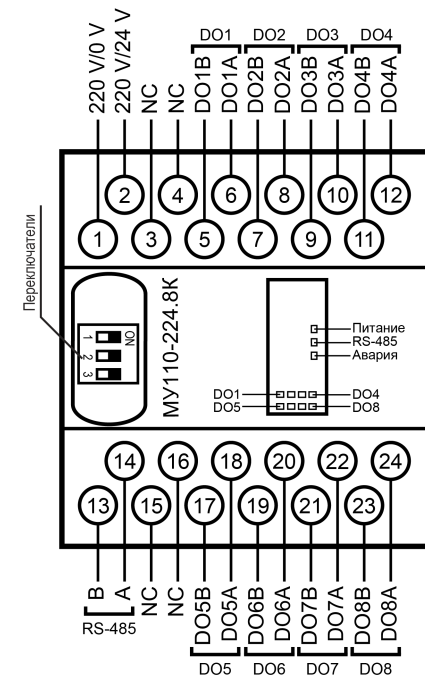 DO1 DO2 DO3 DO4
220 V/0 V
220 V/24 V
NC
NC
DO1B
DO1A
DO2B
DO2A
DO3B
DO3A
DO4B
DO4A
2 4 6 8 10 12
1 3 5 7 9 11
Переключатели
ON
1
2
3
МУ110-224.8К
Питание
RS-485
Авария
DO1 DO4
DO5 DO8
14 16 18 20 22 24
13 15 17 19 21 23
B
A
NC
NC
DO5B
DO5A
DO6B
DO6A
DO7B
DO7A
DO8B
DO8A
RS-485
DO5 DO6 DO7 DO8